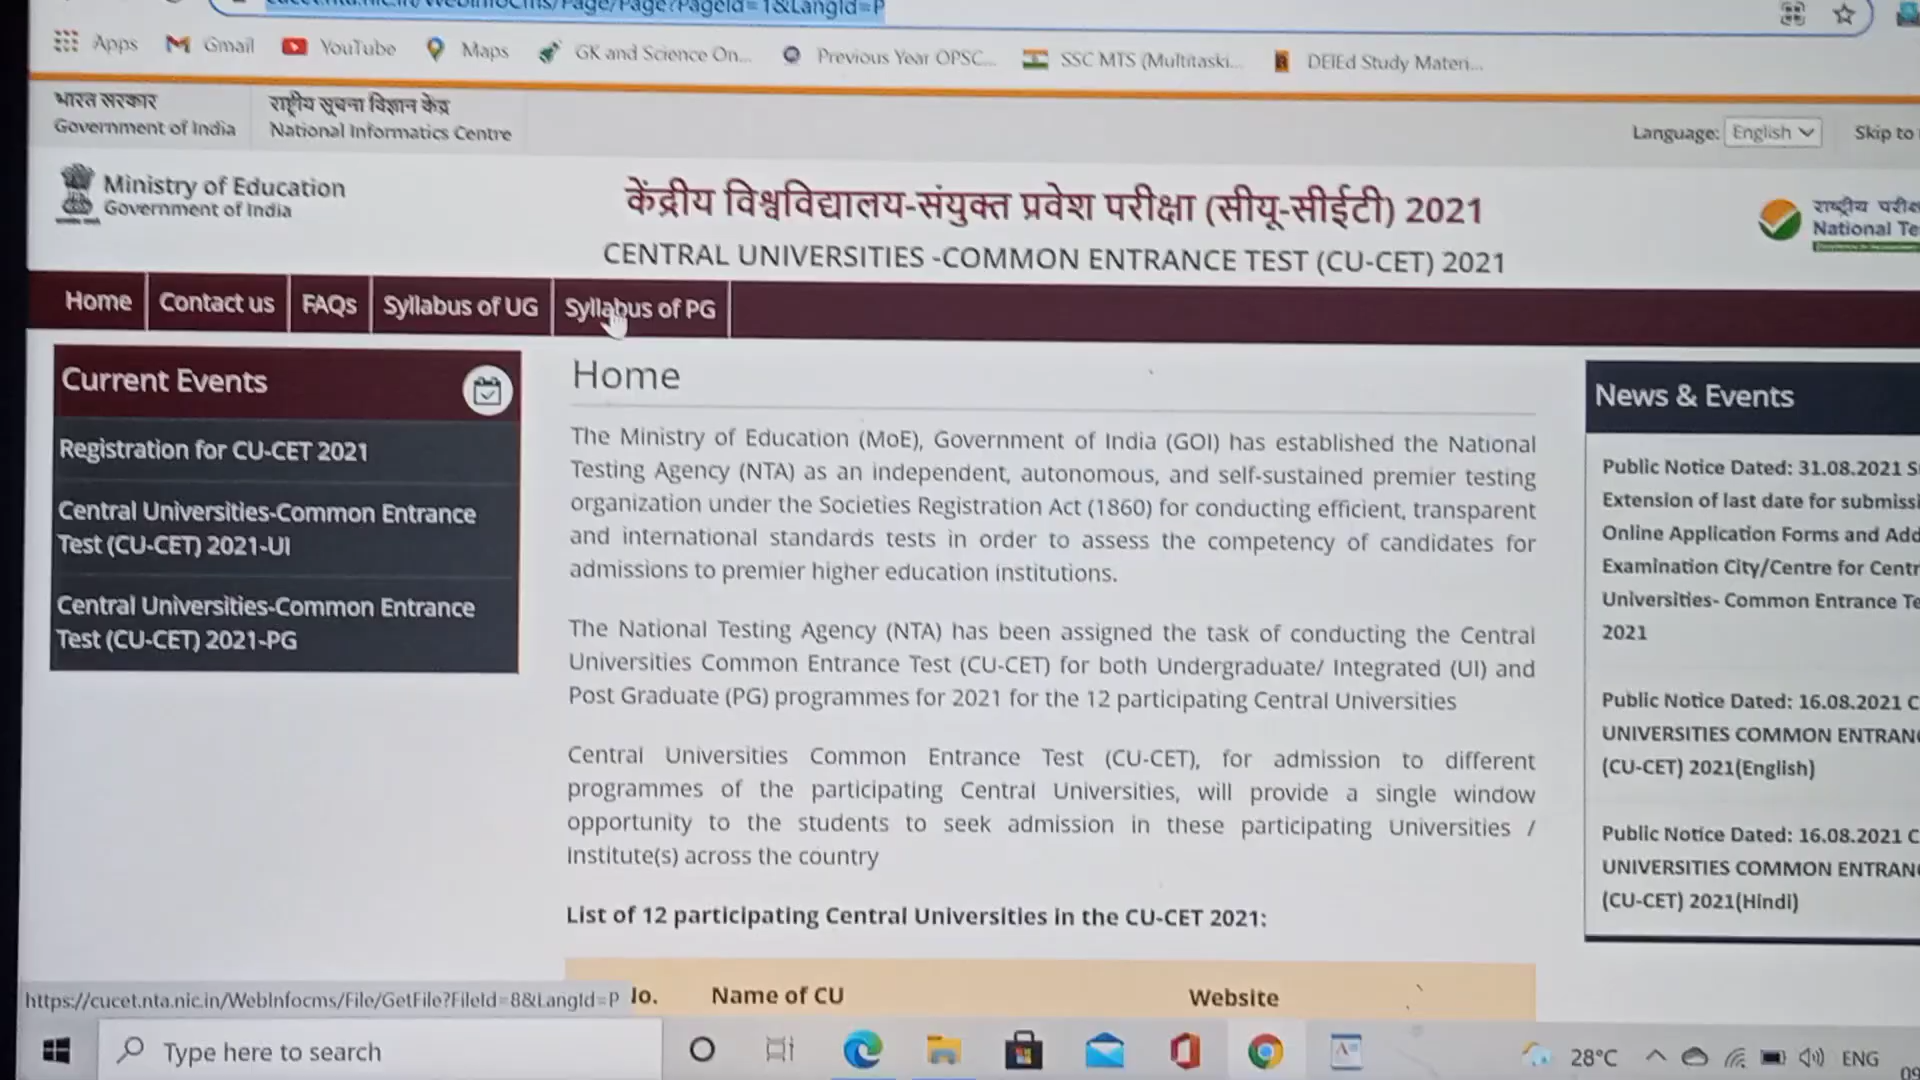 cucet.nta.nic.in/WebInfoCms/Page/Page?PageId=1&LangId=P
Apps
Gmail
YouTube
Maps
GK and Science On...
Previous Year OPSC...
SSC MTS (Multitaski...
DElEd Study Materi...
भारत सरकार
Government of India
राष्ट्रीय सूचना विज्ञान केंद्र
National Informatics Centre
Language: English
Skip to
Ministry of Education
Government of India
केंद्रीय विश्वविद्यालय-संयुक्त प्रवेश परीक्षा (सीयू-सीईटी) 2021
CENTRAL UNIVERSITIES -COMMON ENTRANCE TEST (CU-CET) 2021
राष्ट्रीय
National Te
Home
Contact us
FAQs
Syllabus of UG
Syllabus of PG
Current Events
Registration for CU-CET 2021
Central Universities-Common Entrance
Test (CU-CET) 2021-UI
Central Universities-Common Entrance
Test (CU-CET) 2021-PG
Home
The Ministry of Education (MoE), Government of India (GOI) has established the National
Testing Agency (NTA) as an independent, autonomous, and self-sustained premier testing
organization under the Societies Registration Act (1860) for conducting efficient, transparent
and international standards tests in order to assess the competency of candidates for
admissions to premier higher education institutions.
The National Testing Agency (NTA) has been assigned the task of conducting the Central
Universities Common Entrance Test (CU-CET) for both Undergraduate/ Integrated (UI) and
Post Graduate (PG) programmes for 2021 for the 12 participating Central Universities
Central Universities Common Entrance Test (CU-CET), for admission to different
programmes of the participating Central Universities, will provide a single window
opportunity to the students to seek admission in these participating Universities /
Institute(s) across the country
List of 12 participating Central Universities in the CU-CET 2021:
lo.
Name of CU
Website
News & Events
Public Notice Dated: 31.08.2021 S
Extension of last date for submissi
Online Application Forms and Add
Examination City/Centre for Centr
Universities- Common Entrance Te
2021
Public Notice Dated: 16.08.2021 C
UNIVERSITIES COMMON ENTRAN
(CU-CET) 2021(English)
Public Notice Dated: 16.08.2021 C
UNIVERSITIES COMMON ENTRAN
(CU-CET) 2021(Hindi)
https://cucet.nta.nic.in/WebInfocms/File/GetFile?FileId=8&LangId=P
Type here to search
28°C
ENG
09